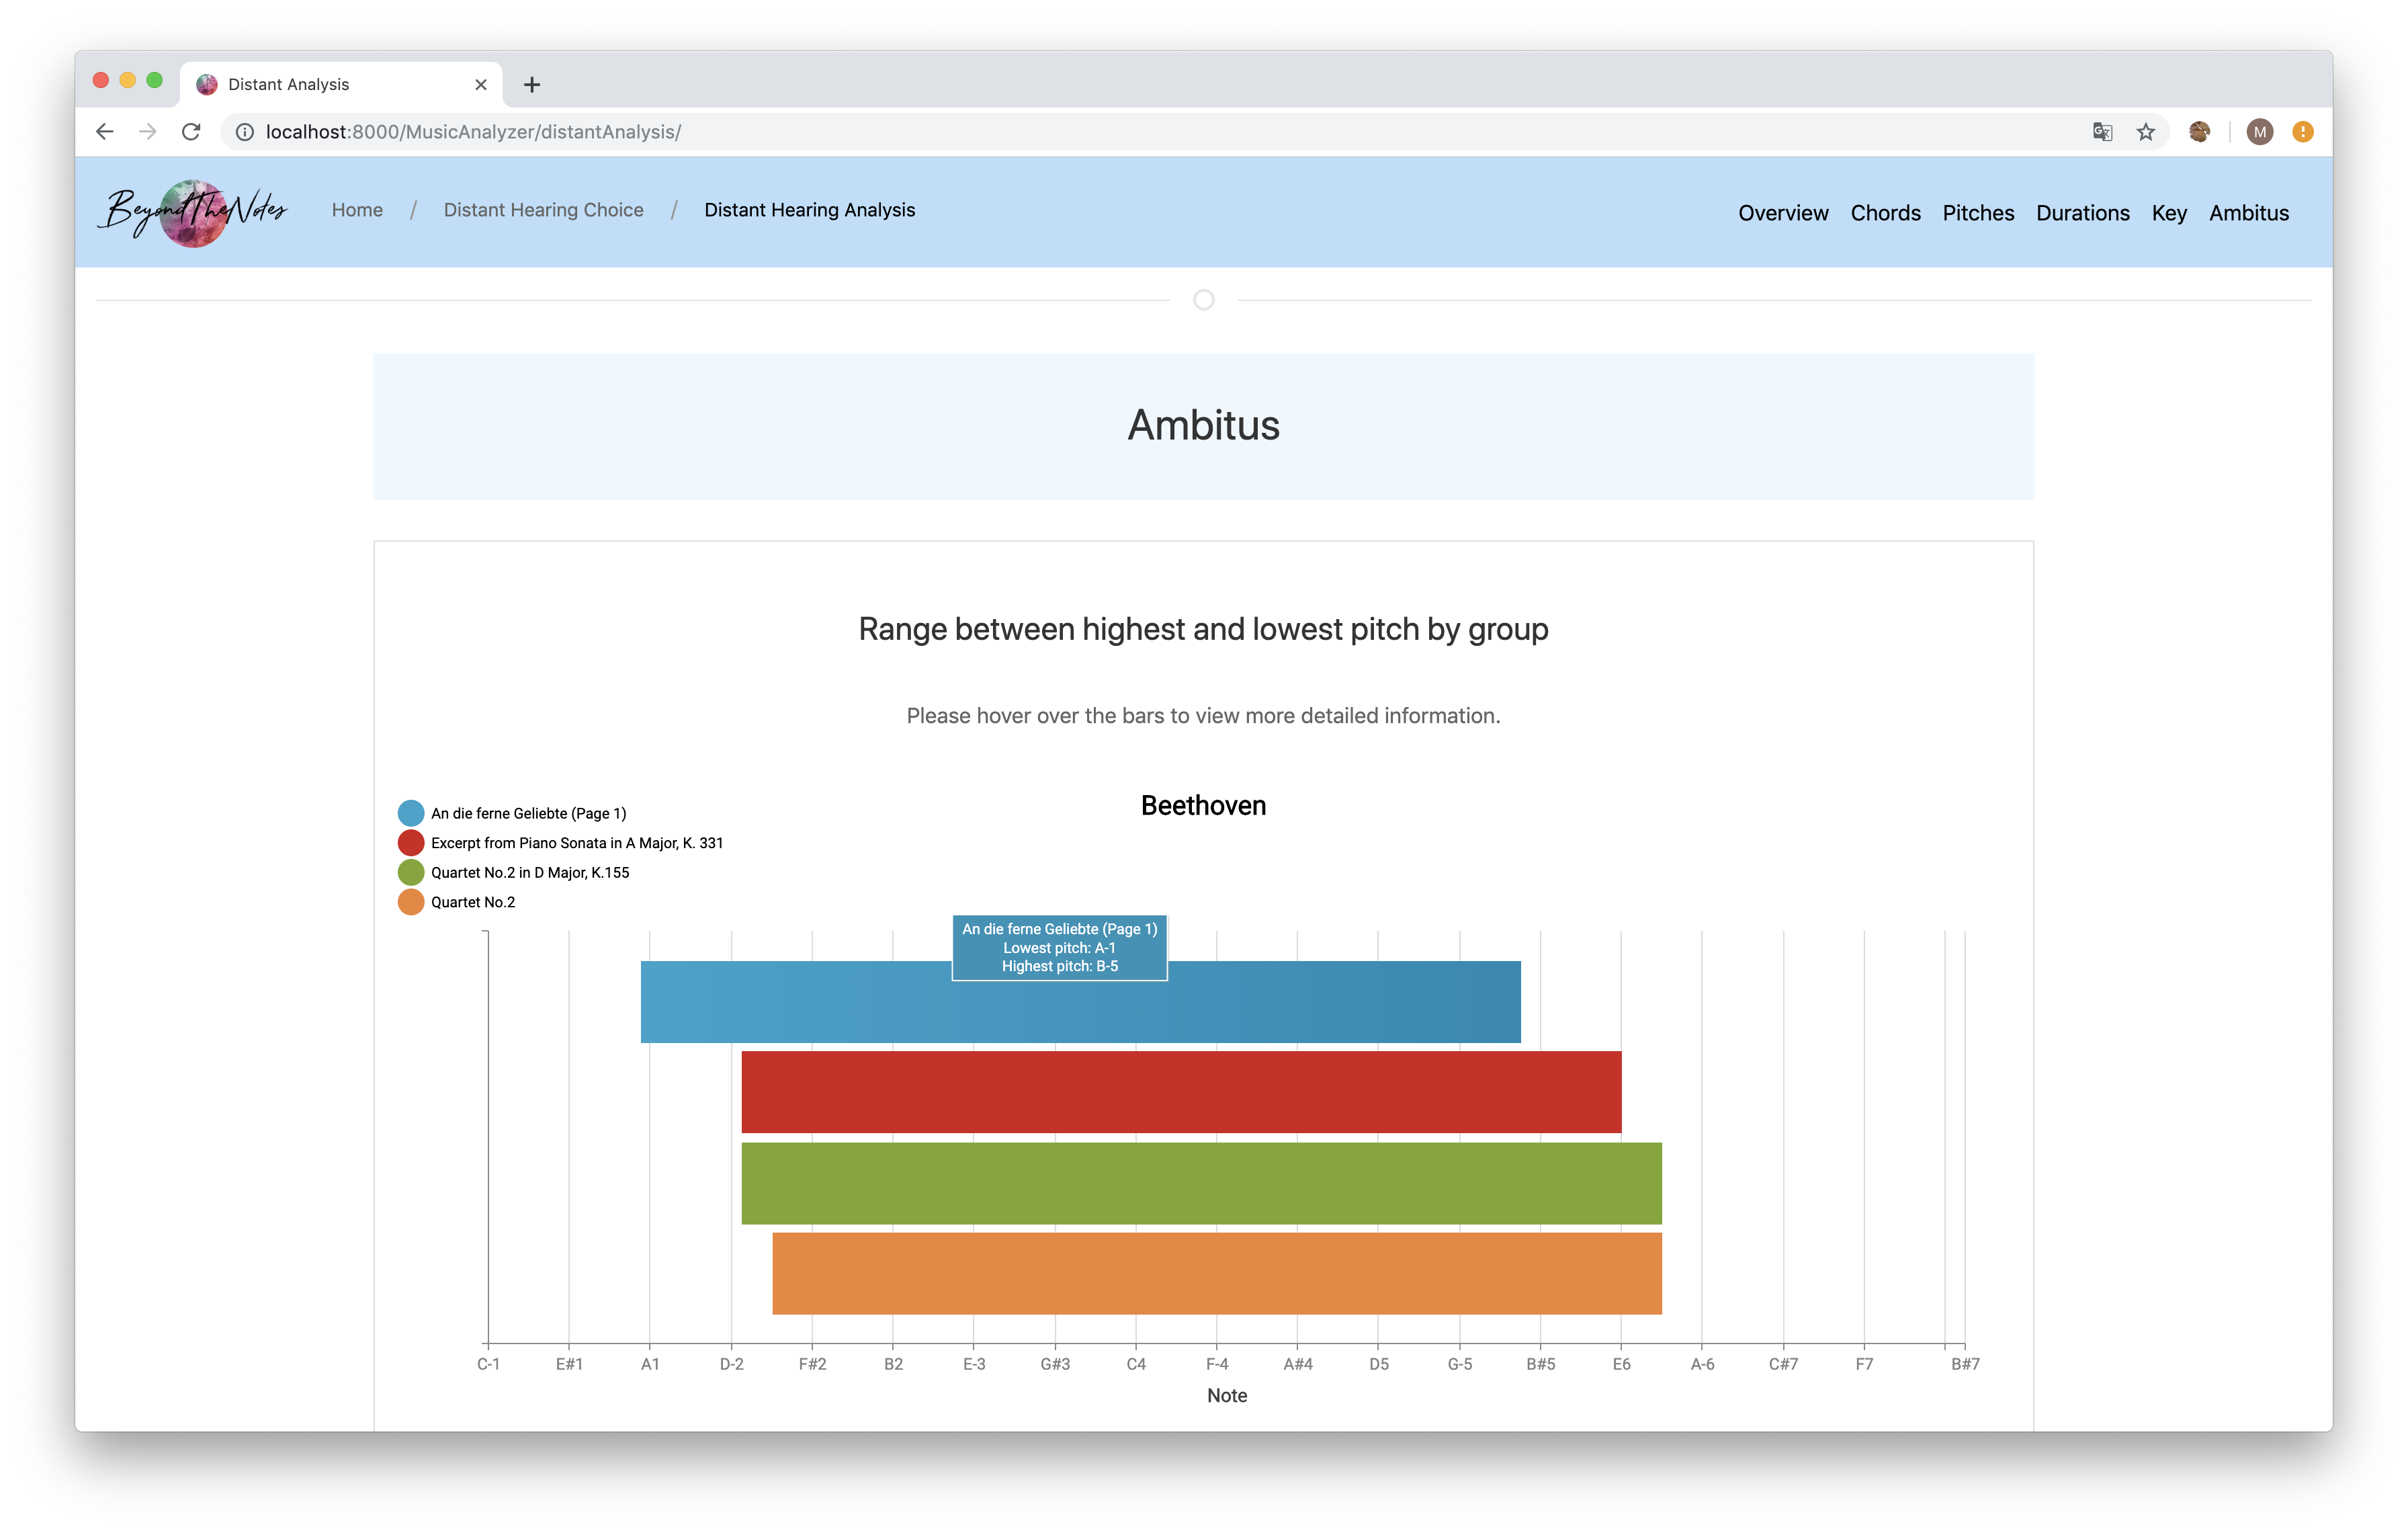 Distant Analysis
localhost:8000/MusicAnalyzer/distantAnalysis/
M
BeyondTheNotes
Home / Distant Hearing Choice / Distant Hearing Analysis
Overview Chords Pitches Durations Key Ambitus
Ambitus
Range between highest and lowest pitch by group
Please hover over the bars to view more detailed information.
Beethoven
An die ferne Geliebte (Page 1)
Excerpt from Piano Sonata in A Major, K. 331
Quartet No.2 in D Major, K.155
Quartet No.2
An die ferne Geliebte (Page 1)
Lowest pitch: A-1
Highest pitch: B-5
C-1 E#1 A1 D-2 F#2 B2 E-3 G#3 C4 F-4 A#4 D5 G-5 B#5 E6 A-6 C#7 F7 B#7
Note